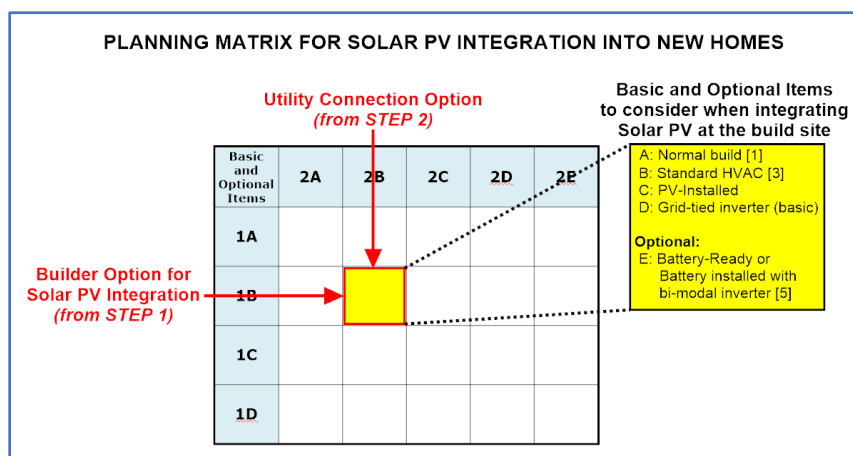 PLANNING MATRIX FOR SOLAR PV INTEGRATION INTO NEW HOMES
Utility Connection Option
(from STEP 2)
Basic and Optional Items
to consider when integrating
Solar PV at the build site
Basic
and
Optional
Items
2A
2B
2C
2D
2E
1A
1B
1C
1D
Builder Option for
Solar PV Integration
(from STEP 1)
A: Normal build [1]
B: Standard HVAC [3]
C: PV-Installed
D: Grid-tied inverter (basic)
Optional:
E: Battery-Ready or
Battery installed with
bi-modal inverter [5]